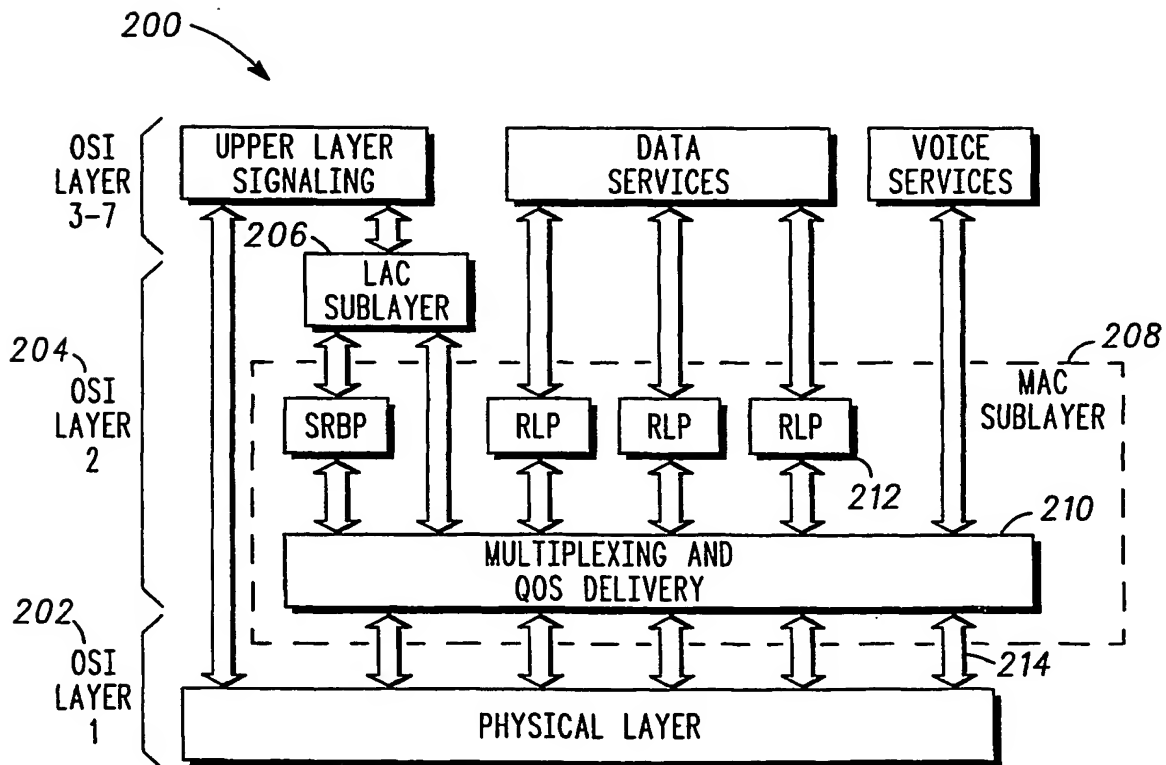 200
OSI
LAYER
3-7
UPPER LAYER
SIGNALING
DATA
SERVICES
VOICE
SERVICES
206
LAC
SUBLAYER
204
OSI
LAYER
2
208
MAC
SUBLAYER
SRBP
RLP
RLP
RLP
212
210
MULTIPLEXING AND
QOS DELIVERY
202
OSI
LAYER
1
214
PHYSICAL LAYER